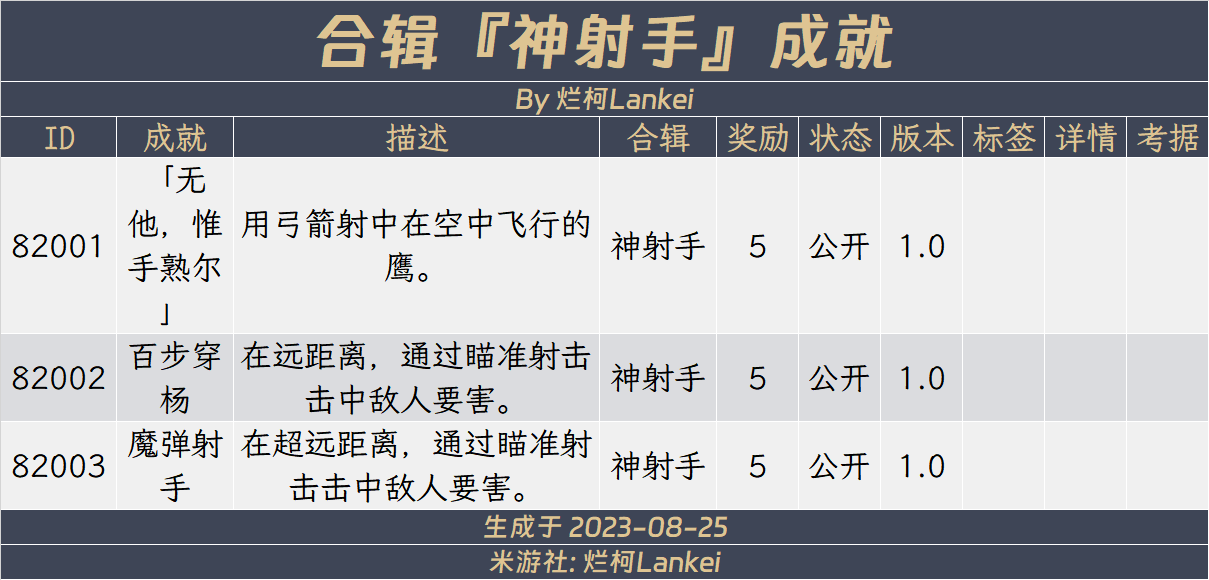 合辑『神射手』成就
By 烂柯Lankei
ID 成就 描述 合辑 奖励 状态 版本 标签 详情 考据
82001 「无他，惟手熟尔」 用弓箭射中在空中飞行的鹰。 神射手 5 公开 1.0
82002 百步穿杨 在远距离，通过瞄准射击击中敌人要害。 神射手 5 公开 1.0
82003 魔弹射手 在超远距离，通过瞄准射击击中敌人要害。 神射手 5 公开 1.0
生成于 2023-08-25
米游社: 烂柯Lankei